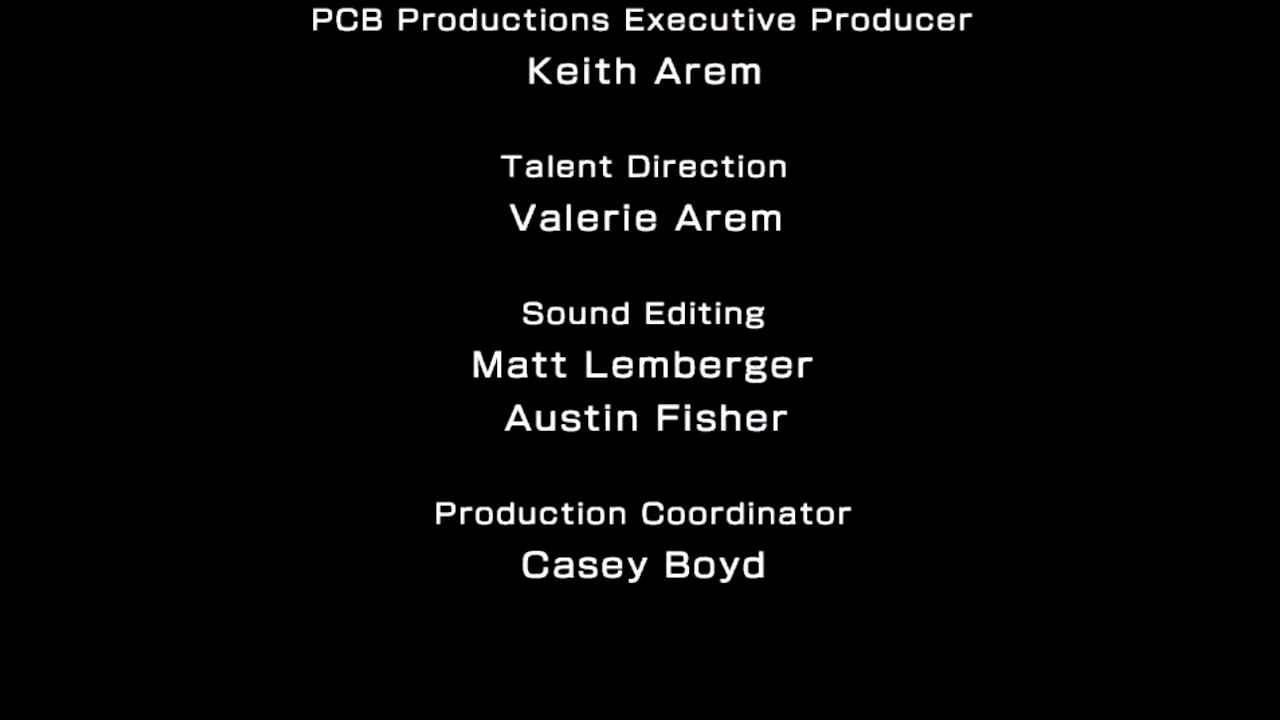 PCB Productions Executive Producer
Keith Arem
Talent Direction
Valerie Arem
Sound Editing
Matt Lemberger
Austin Fisher
Production Coordinator
Casey Boyd